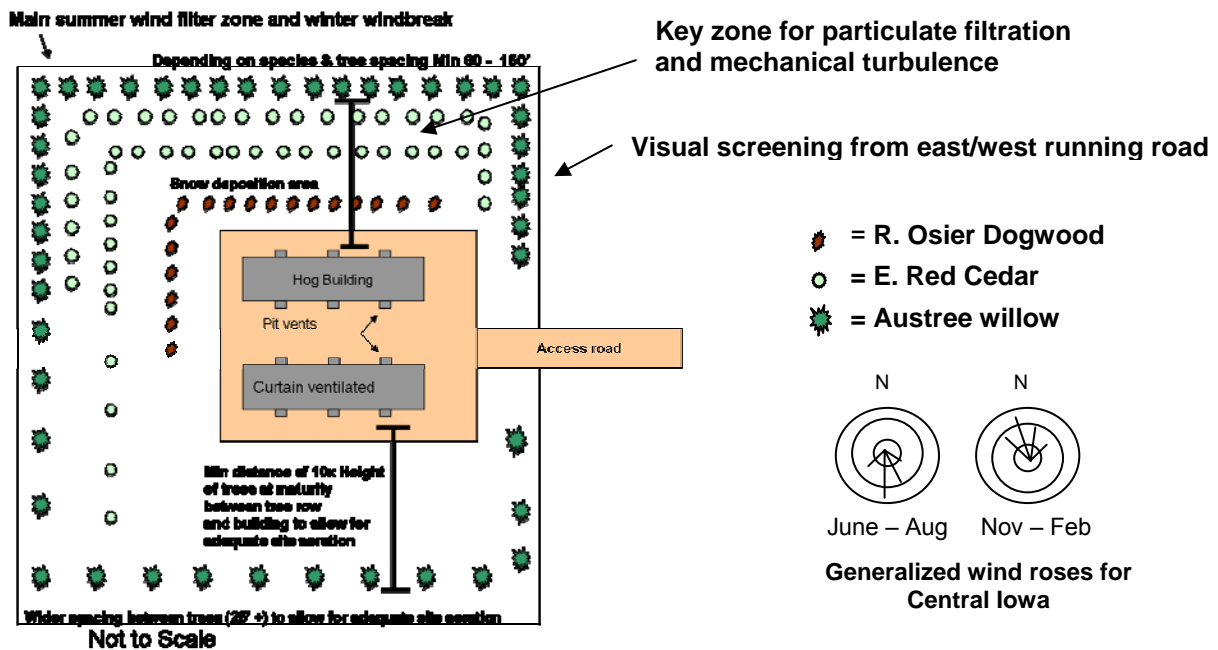 Main summer wind filter zone and winter windbreak
Depending on species & tree spacing Min 60 - 150'
Key zone for particulate filtration
and mechanical turbulence
Visual screening from east/west running road
Snow deposition area
Hog Building
Pit vents
Curtain ventilated
Access road
Min distance of 10x Height
of trees at maturity
between tree row
and building to allow for
adequate site aeration
Wider spacing between trees (25' +) to allow for adequate site aeration
Not to Scale
= R. Osier Dogwood
= E. Red Cedar
= Austree willow
N
N
June – Aug
Nov – Feb
Generalized wind roses for
Central Iowa